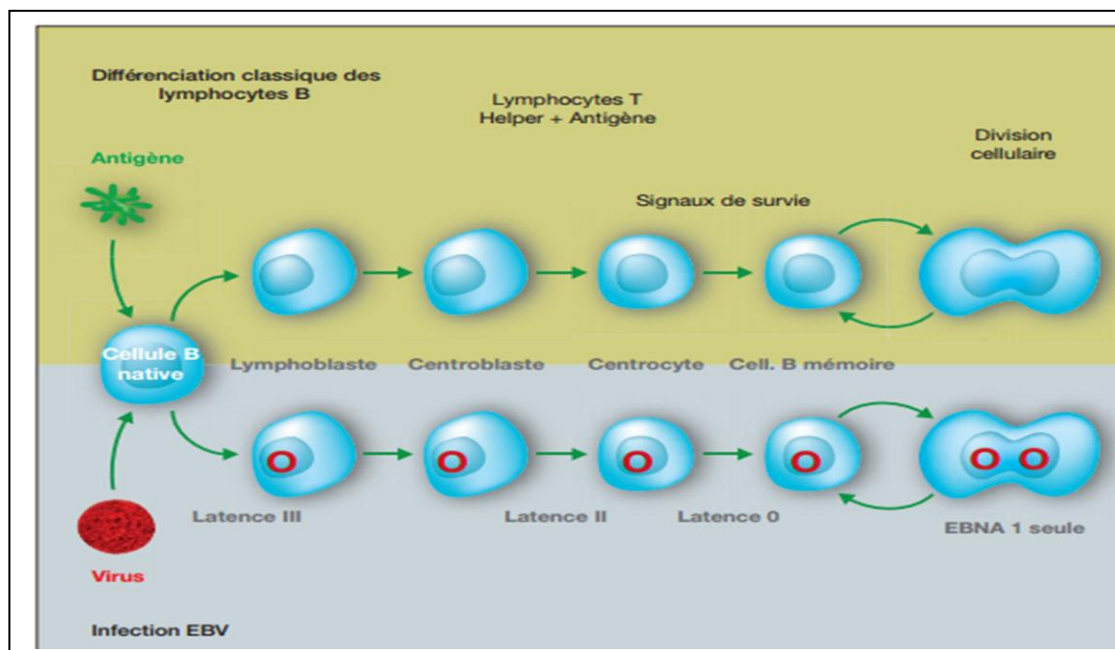 Différenciation classique des
lymphocytes B
Lymphocytes T
Helper + Antigène
Division
cellulaire
Antigène
Signaux de survie
Cellule B
native
Lymphoblaste
Centroblaste
Centrocyte
Cell. B mémoire
Latence III
Latence II
Latence 0
EBNA 1 seule
Virus
Infection EBV